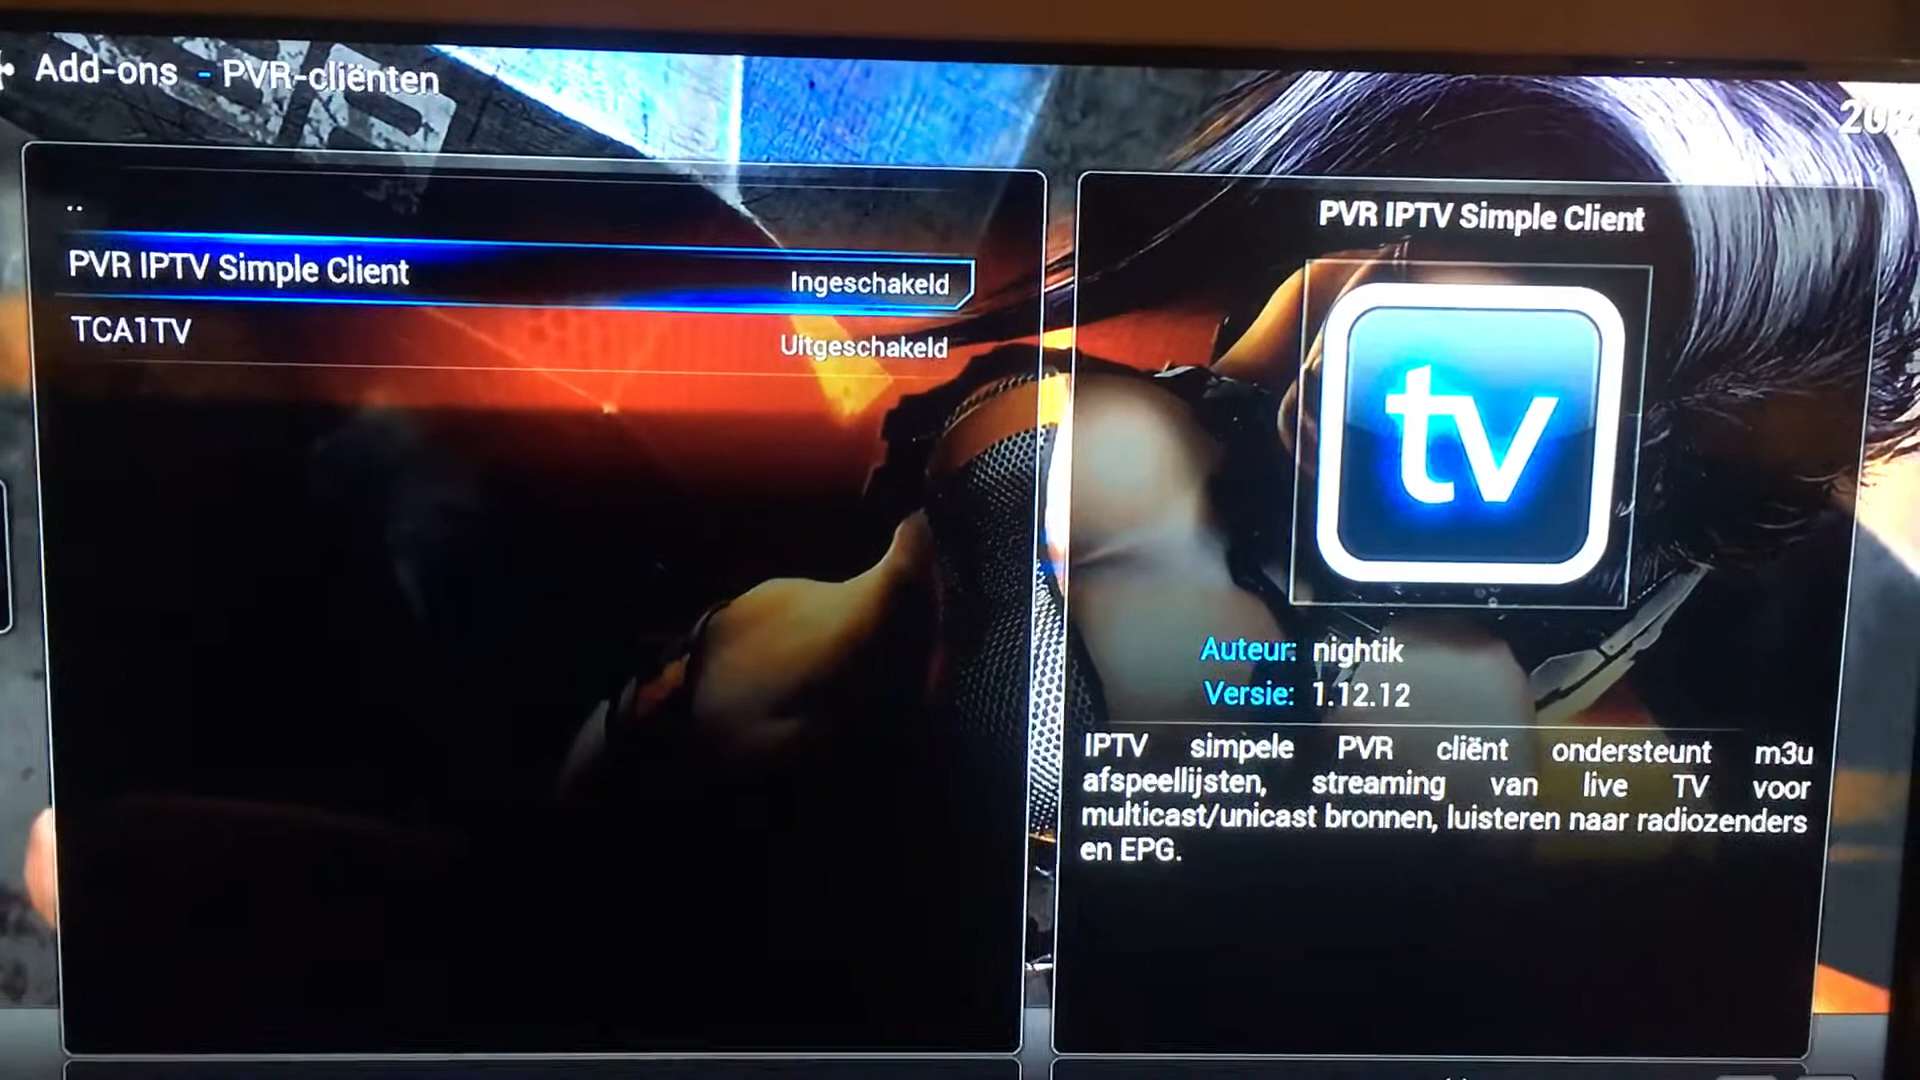 Add-ons - PVR-cliënten
..
PVR IPTV Simple Client Ingeschakeld
TCA1TV Uitgeschakeld
PVR IPTV Simple Client
tv
Auteur: nightik
Versie: 1.12.12
IPTV simpele PVR cliënt ondersteunt m3u
afspeellijsten, streaming van live TV voor
multicast/unicast bronnen, luisteren naar radiozenders
en EPG.